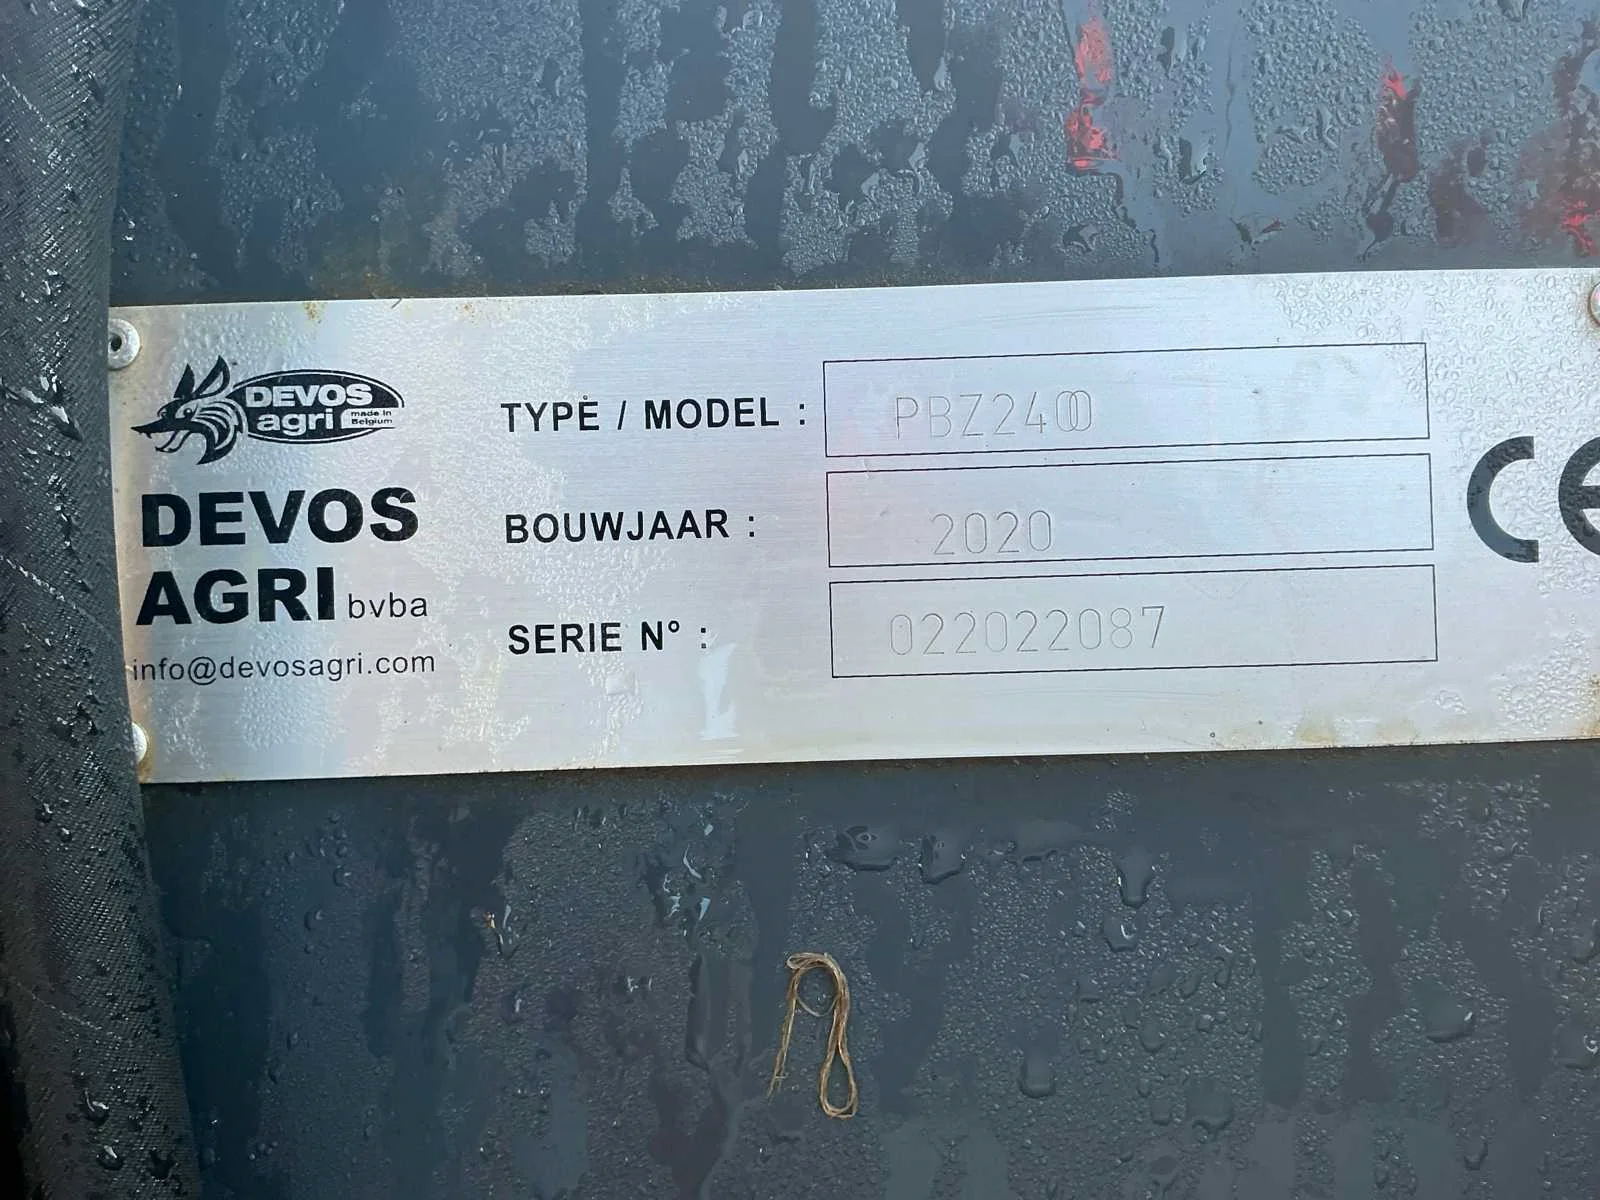 DEVOS
agri made in Belgium
DEVOS
AGRI bvba
info@devosagri.com
TYPE / MODEL : PBZ2400
BOUWJAAR : 2020
SERIE N° : 022022087
CE